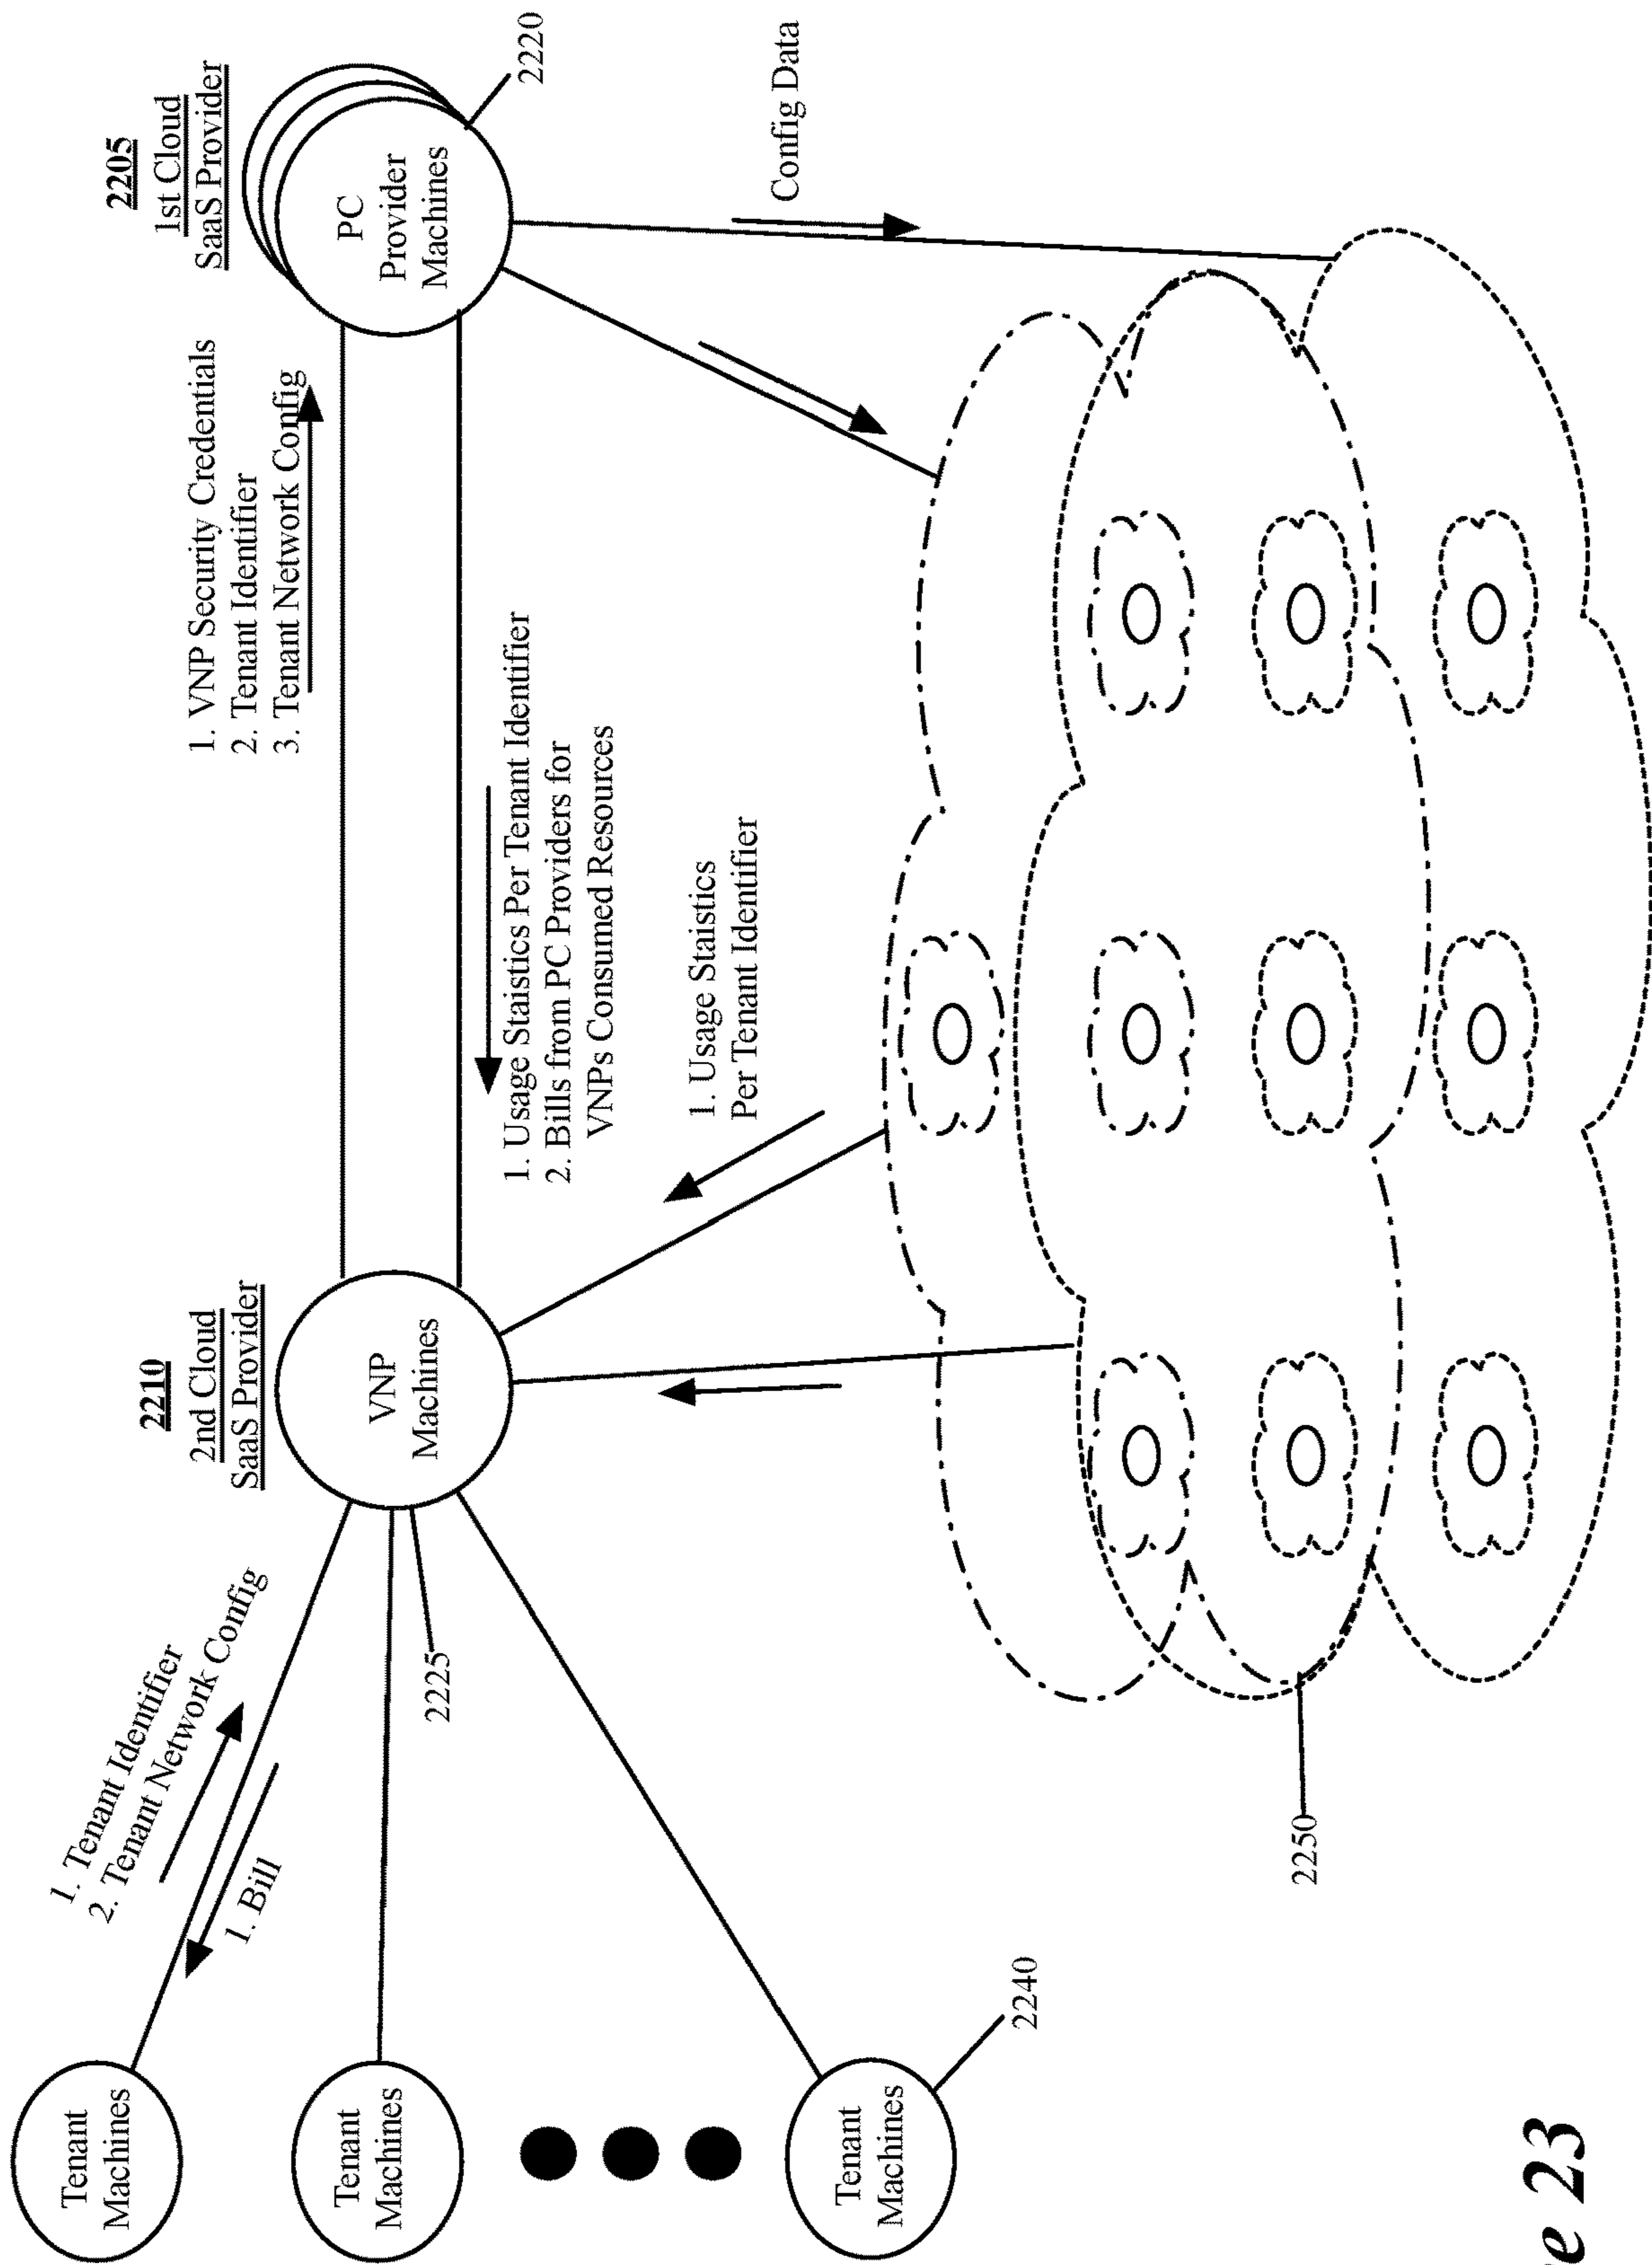 2205
1st Cloud
SaaaS Provider
PC
Provider
Machines
2220
1. VNP Security Credentials
2. Tenant Identifier
3. Tenant Network Config
Config Data
2210
2nd Cloud
SaaS Provider
VNP
Machines
2225
1. Usage Staistics Per Tenant Identifier
2. Bills from PC Providers for
VNPs Consumed Resources
1. Usage Staistics
Per Tenant Identifier
1. Tenant Identifier
2. Tenant Network Config
1. Bill
Tenant
Machines
Tenant
Machines
Tenant
Machines
2240
2250
23